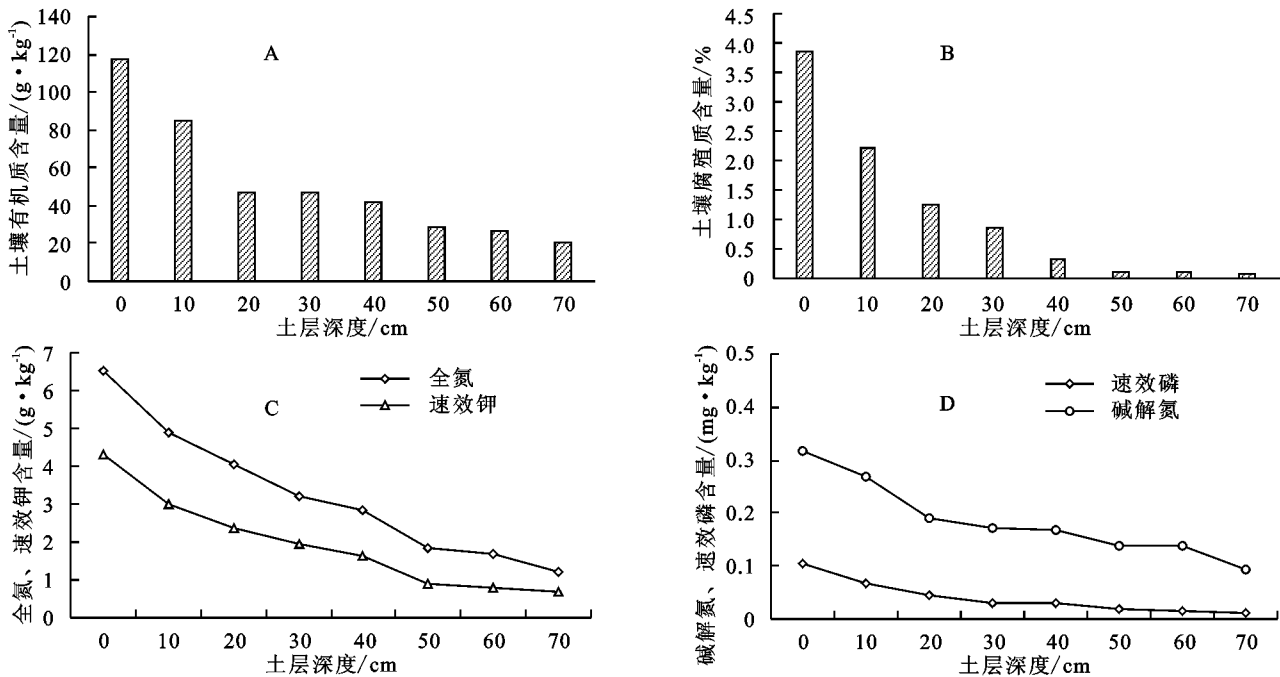 140
120
100
80
60
40
20
0
土壤有机质含量/(g·kg⁻¹)
A
0 10 20 30 40 50 60 70
土层深度/cm
4.5
4.0
3.5
3.0
2.5
2.0
1.5
1.0
0.5
0
土壤腐殖质含量/%
B
0 10 20 30 40 50 60 70
土层深度/cm
7
6
5
4
3
2
1
0
全氮、速效钾含量/(g·kg⁻¹)
C
全氮
速效钾
0 10 20 30 40 50 60 70
土层深度/cm
0.5
0.4
0.3
0.2
0.1
0
碱解氮、速效磷含量/(mg·kg⁻¹)
D
速效磷
碱解氮
0 10 20 30 40 50 60 70
土层深度/cm